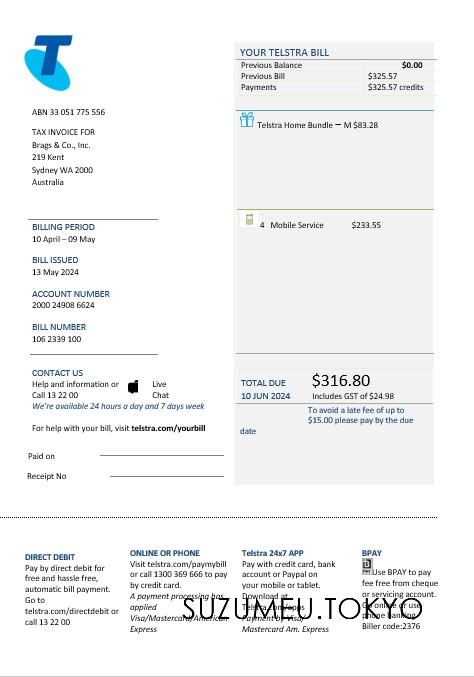 T
YOUR TELSTRA BILL
Previous Balance $0.00
Previous Bill $325.57
Payments $325.57 credits
ABN 33 051 775 556
TAX INVOICE FOR
Brags & Co., Inc.
219 Kent
Sydney WA 2000
Australia
Telstra Home Bundle – M $83.28
4 Mobile Service $233.55
BILLING PERIOD
10 April – 09 May
BILL ISSUED
13 May 2024
ACCOUNT NUMBER
2000 24908 6624
BILL NUMBER
106 2339 100
CONTACT US
Help and information or
Call 13 22 00
Live
Chat
We're available 24 hours a day and 7 days week
For help with your bill, visit telstra.com/yourbill
TOTAL DUE $316.80
10 JUN 2024 Includes GST of $24.98
To avoid a late fee of up to
$15.00 please pay by the due
date
Paid on
Receipt No
DIRECT DEBIT
Pay by direct debit for
free and hassle free,
automatic bill payment.
Go to
telstra.com/directdebit or
call 13 22 00
ONLINE OR PHONE
Visit telstra.com/paymybill
or call 1300 369 666 to pay
by credit card.
A payment processing has
applied
Visa/Mastercard/American
Express
Telstra 24x7 APP
Pay with credit card, bank
account or Paypal on
your mobile or tablet.
Download at
Telstra.com/apps
Payment by Visa/
Mastercard Am. Express
BPAY
B
PAY
Use BPAY to pay
fee free from cheque
or servicing account.
Go online or use
phone banking
Biller code:2376
SUZUMEU.TOKYO